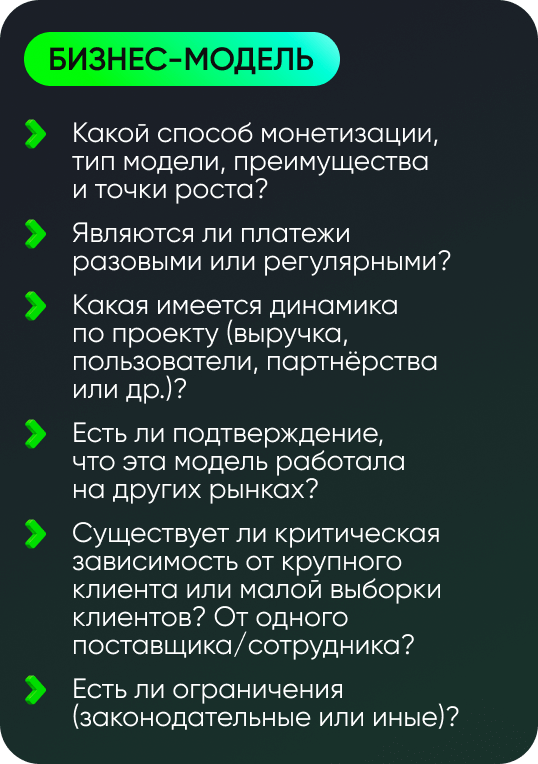 БИЗНЕС-МОДЕЛЬ
Какой способ монетизации,
тип модели, преимущества
и точки роста?
Являются ли платежи
разовыми или регулярными?
Какая имеется динамика
по проекту (выручка,
пользователи, партнёрства
или др.)?
Есть ли подтверждение,
что эта модель работала
на других рынках?
Существует ли критическая
зависимость от крупного
клиента или малой выборки
клиентов? От одного
поставщика/сотрудника?
Есть ли ограничения
(законодательные или иные)?